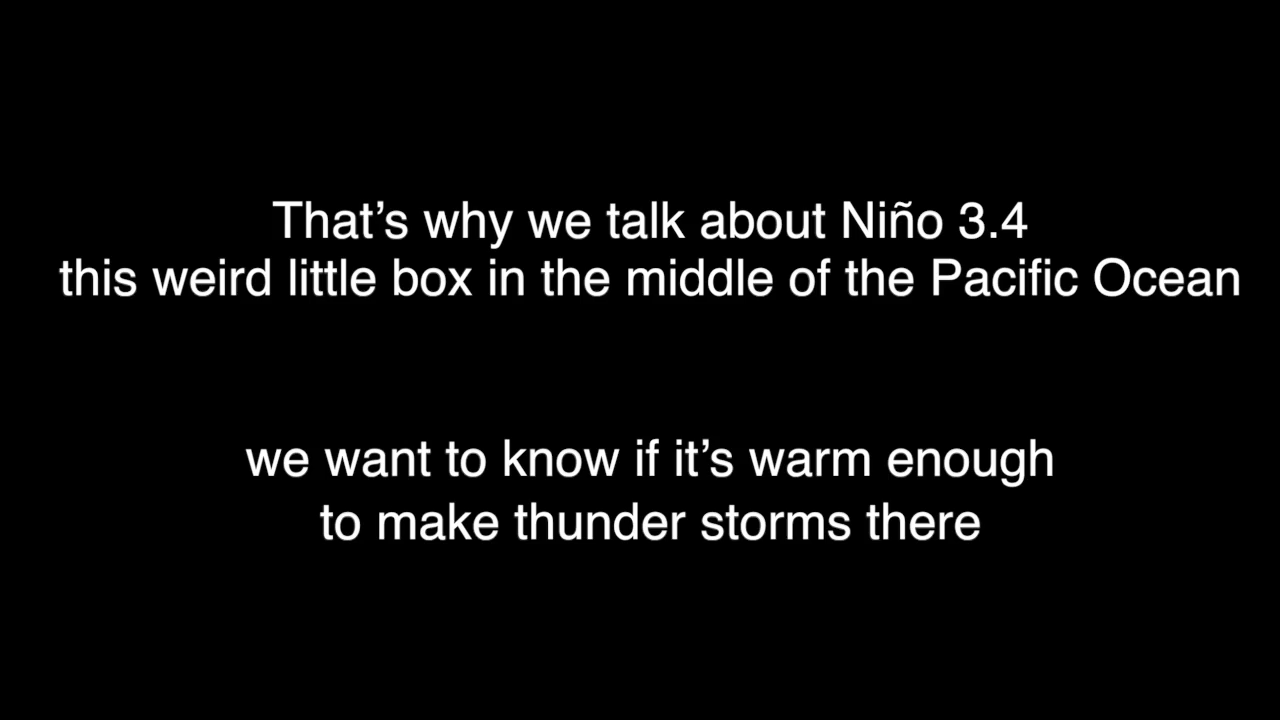 That’s why we talk about Niño 3.4
this weird little box in the middle of the Pacific Ocean
we want to know if it’s warm enough
to make thunder storms there